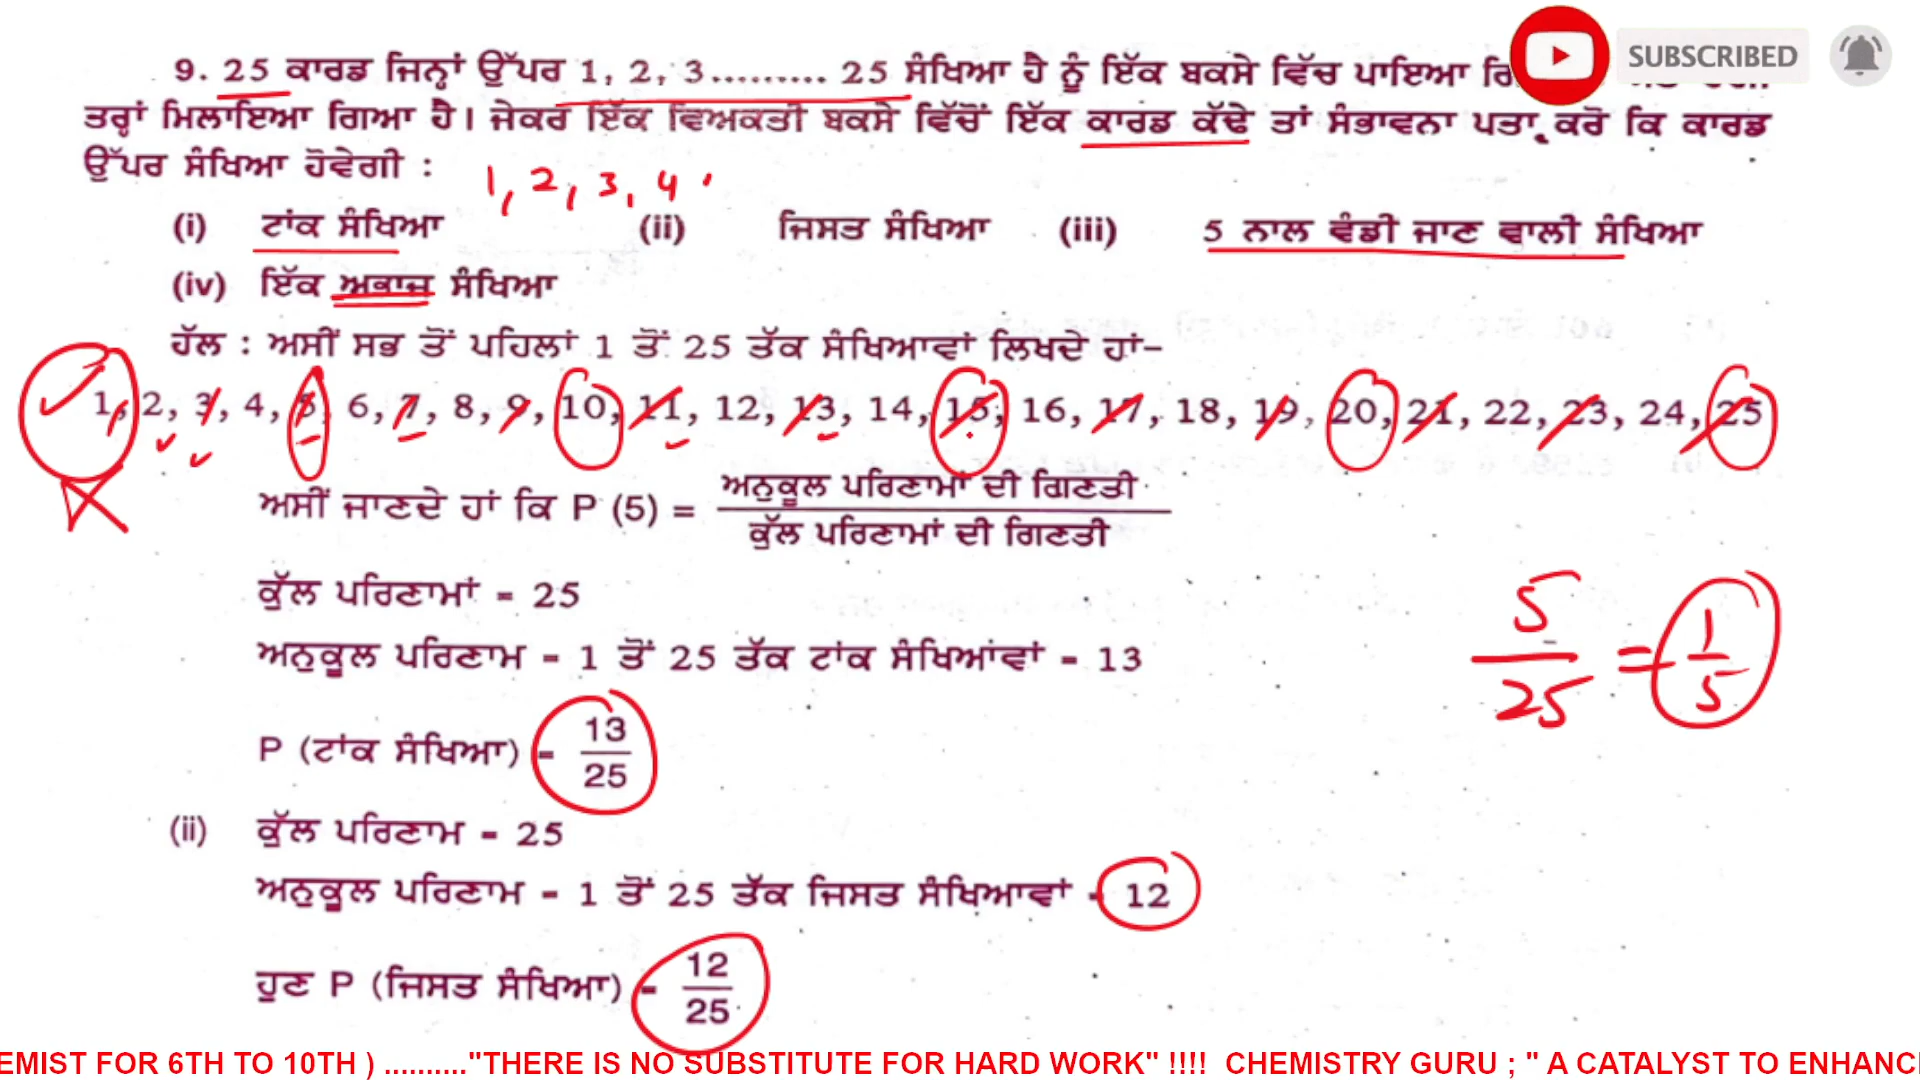 9. 25 ਕਾਰਡ ਜਿਨ੍ਹਾਂ ਉੱਪਰ 1, 2, 3......... 25 ਸੰਖਿਆ ਹੈ ਨੂੰ ਇੱਕ ਬਕਸੇ ਵਿੱਚ ਪਾਇਆ
SUBSCRIBED
ਤਰ੍ਹਾਂ ਮਿਲਾਇਆ ਗਿਆ ਹੈ। ਜੇਕਰ ਇੱਕ ਵਿਅਕਤੀ ਬਕਸੇ ਵਿੱਚੋਂ ਇੱਕ ਕਾਰਡ ਕੱਢੇ ਤਾਂ ਸੰਭਾਵਨਾ ਪਤਾ ਕਰੋ ਕਿ ਕਾਰਡ
ਉੱਪਰ ਸੰਖਿਆ ਹੋਵੇਗੀ :
1, 2, 3, 4
(i) ਟਾਂਕ ਸੰਖਿਆ (ii) ਜਿਸਤ ਸੰਖਿਆ (iii) 5 ਨਾਲ ਵੰਡੀ ਜਾਣ ਵਾਲੀ ਸੰਖਿਆ
(iv) ਇੱਕ ਅਭਾਜ ਸੰਖਿਆ
ਹੱਲ : ਅਸੀਂ ਸਭ ਤੋਂ ਪਹਿਲਾਂ 1 ਤੋਂ 25 ਤੱਕ ਸੰਖਿਆਵਾਂ ਲਿਖਦੇ ਹਾਂ–
1, 2, 3, 4, 5, 6, 7, 8, 9, 10, 11, 12, 13, 14, 15, 16, 17, 18, 19, 20, 21, 22, 23, 24, 25
ਅਸੀਂ ਜਾਣਦੇ ਹਾਂ ਕਿ P (5) = ਅਨੁਕੂਲ ਪਰਿਣਾਮਾਂ ਦੀ ਗਿਣਤੀ
ਕੁੱਲ ਪਰਿਣਾਮਾਂ ਦੀ ਗਿਣਤੀ
ਕੁੱਲ ਪਰਿਣਾਮਾਂ = 25
ਅਨੁਕੂਲ ਪਰਿਣਾਮ = 1 ਤੋਂ 25 ਤੱਕ ਟਾਂਕ ਸੰਖਿਆਂਵਾਂ = 13
5/25 = 1/5
P (ਟਾਂਕ ਸੰਖਿਆ) = 13/25
(ii) ਕੁੱਲ ਪਰਿਣਾਮ = 25
ਅਨੁਕੂਲ ਪਰਿਣਾਮ = 1 ਤੋਂ 25 ਤੱਕ ਜਿਸਤ ਸੰਖਿਆਵਾਂ = 12
ਹੁਣ P (ਜਿਸਤ ਸੰਖਿਆ) = 12/25
EMIST FOR 6TH TO 10TH ) .........."THERE IS NO SUBSTITUTE FOR HARD WORK" !!!! CHEMISTRY GURU ; " A CATALYST TO ENHANC